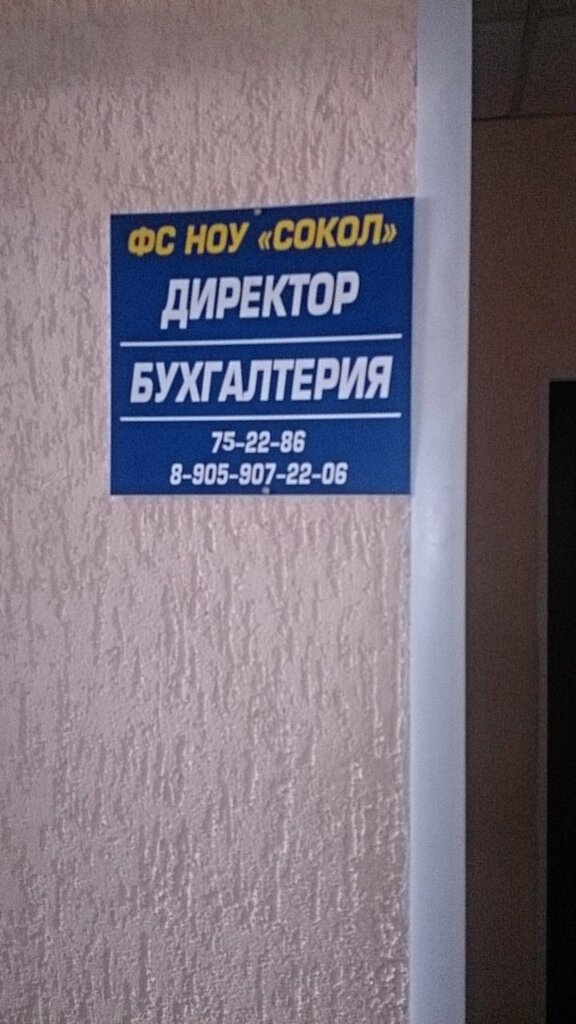 ФС НОУ «СОКОЛ»
ДИРЕКТОР
БУХГАЛТЕРИЯ
75-22-86
8-905-907-22-06